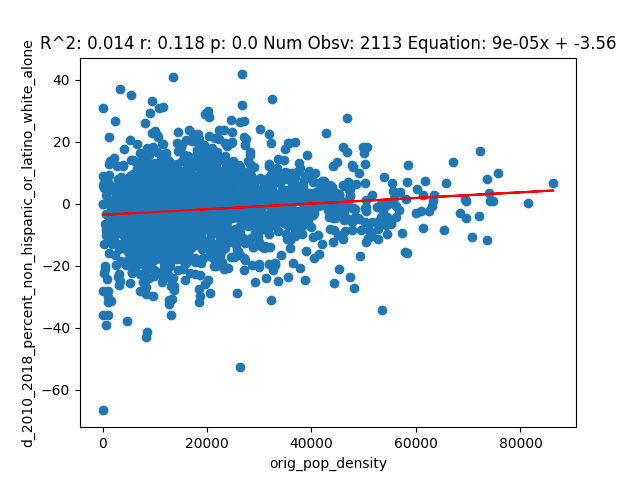 R^2: 0.014 r: 0.118 p: 0.0 Num Obsv: 2113 Equation: 9e-05x + -3.56
d_2010_2018_percent_non_hispanic_or_latino_white_alone
40
20
0
−20
−40
−60
0 20000 40000 60000 80000
orig_pop_density